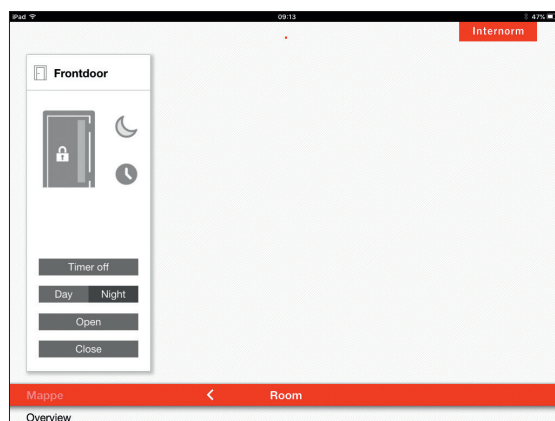 iPad 09:13 47%
Internorm
Frontdoor
Timer off
Day Night
Open
Close
Mappe Room
Overview